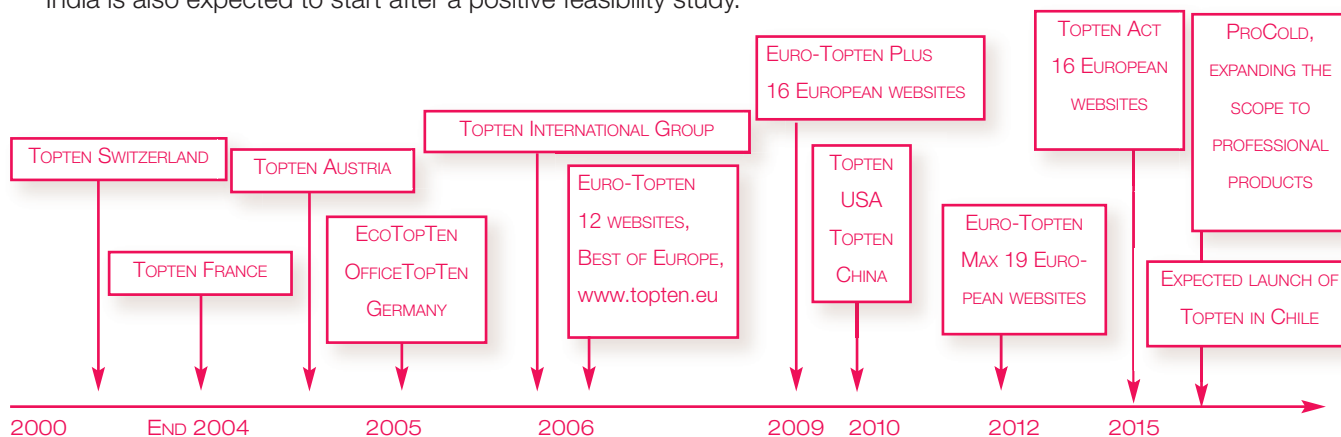 India is also expected to start after a positive feasibility study.
TOPTEN SWITZERLAND
TOPTEN FRANCE
TOPTEN AUSTRIA
ECOTOPTEN
OFFICETOPTEN
GERMANY
TOPTEN INTERNATIONAL GROUP
EURO-TOPTEN
12 WEBSITES,
BEST OF EUROPE,
www.topten.eu
EURO-TOPTEN PLUS
16 EUROPEAN WEBSITES
TOPTEN
USA
TOPTEN
CHINA
EURO-TOPTEN
MAX 19 EURO-
PEAN WEBSITES
TOPTEN ACT
16 EUROPEAN
WEBSITES
PROCOLD,
EXPANDING THE
SCOPE TO
PROFESSIONAL
PRODUCTS
EXPECTED LAUNCH OF
TOPTEN IN CHILE
2000 END 2004 2005 2006 2009 2010 2012 2015